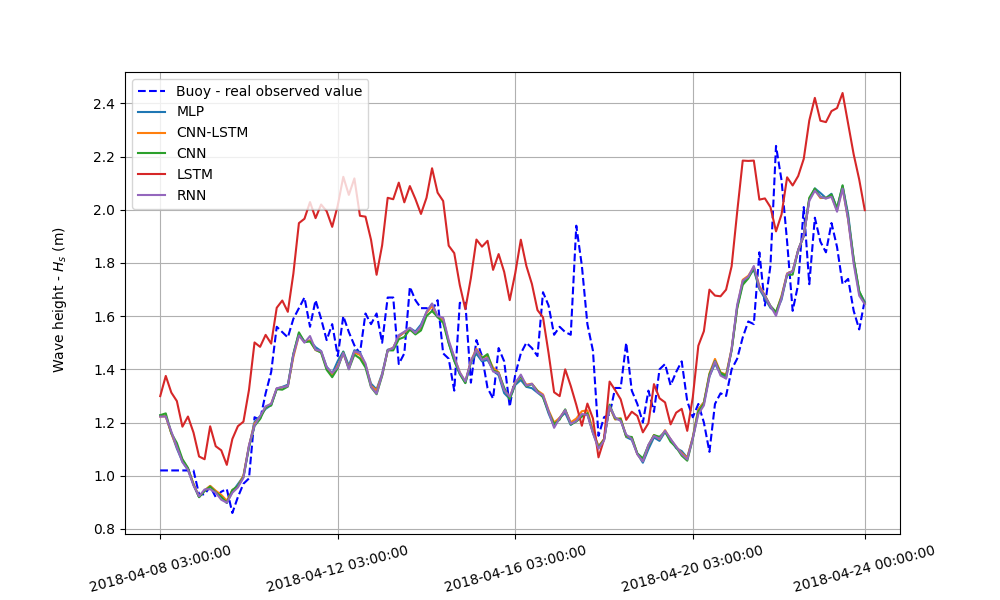 Buoy - real observed value
MLP
CNN-LSTM
CNN
LSTM
RNN
Wave height - Hₛ (m)
2.4
2.2
2.0
1.8
1.6
1.4
1.2
1.0
0.8
2018-04-08 03:00:00
2018-04-12 03:00:00
2018-04-16 03:00:00
2018-04-20 03:00:00
2018-04-24 00:00:00